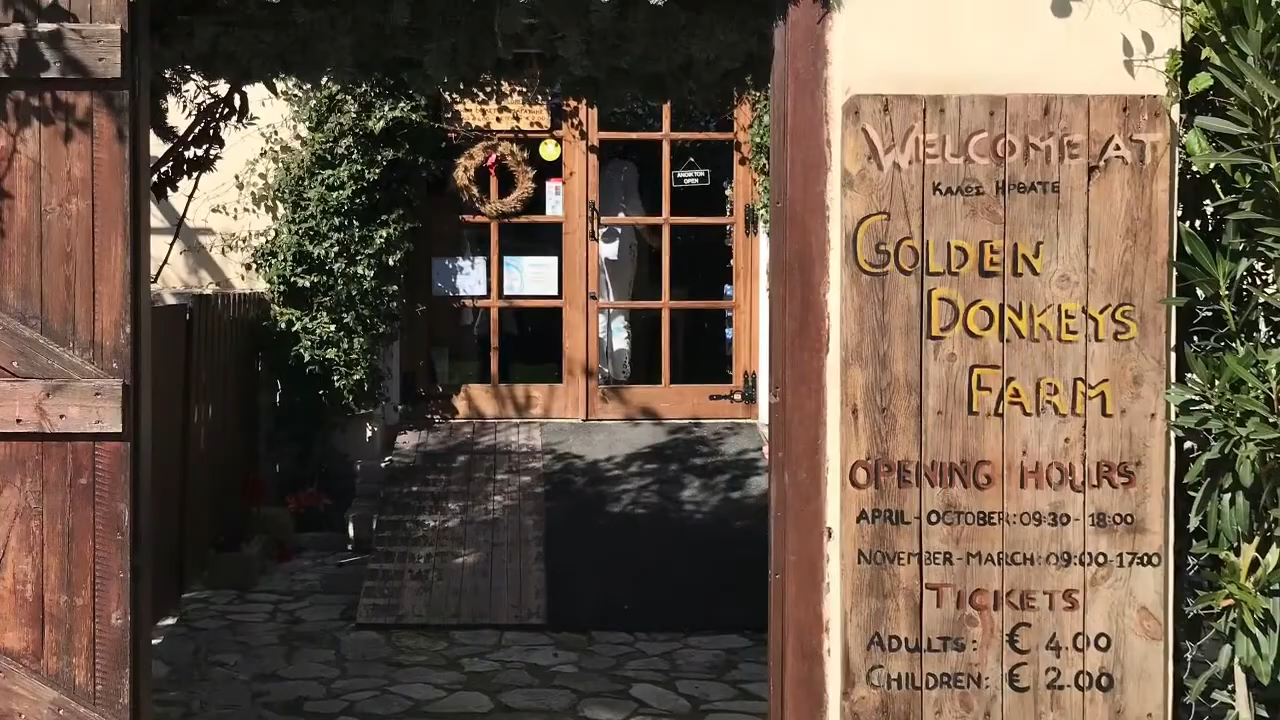 ΑΝΟΙΚΤΟΝ
OPEN
WELCOME AT
ΚΑΛΩΣ ΗΡΘΑΤΕ
GOLDEN
DONKEYS
FARM
OPENING HOURS
APRIL-OCTOBER:09:30-18:00
NOVEMBER-MARCH:09:00-17:00
TICKETS
ADULTS: € 4.00
CHILDREN: € 2.00